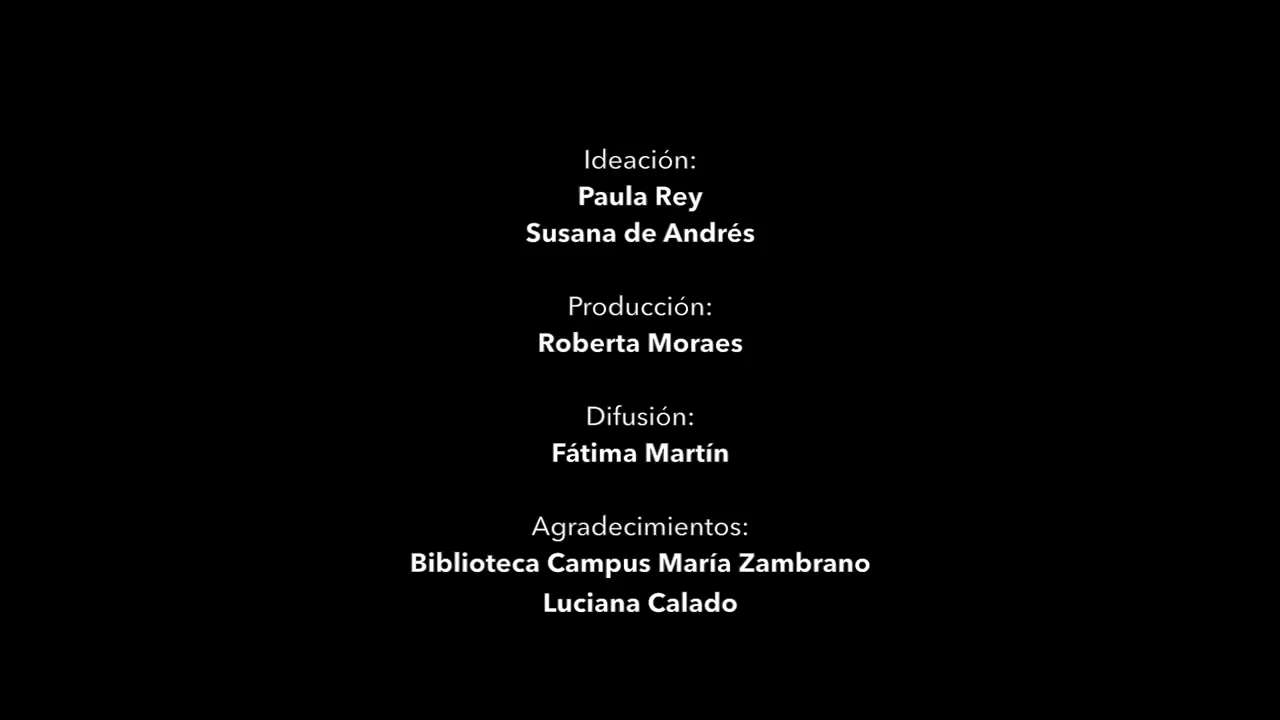 Ideación:
Paula Rey
Susana de Andrés
Producción:
Roberta Moraes
Difusión:
Fátima Martín
Agradecimientos:
Biblioteca Campus María Zambrano
Luciana Calado